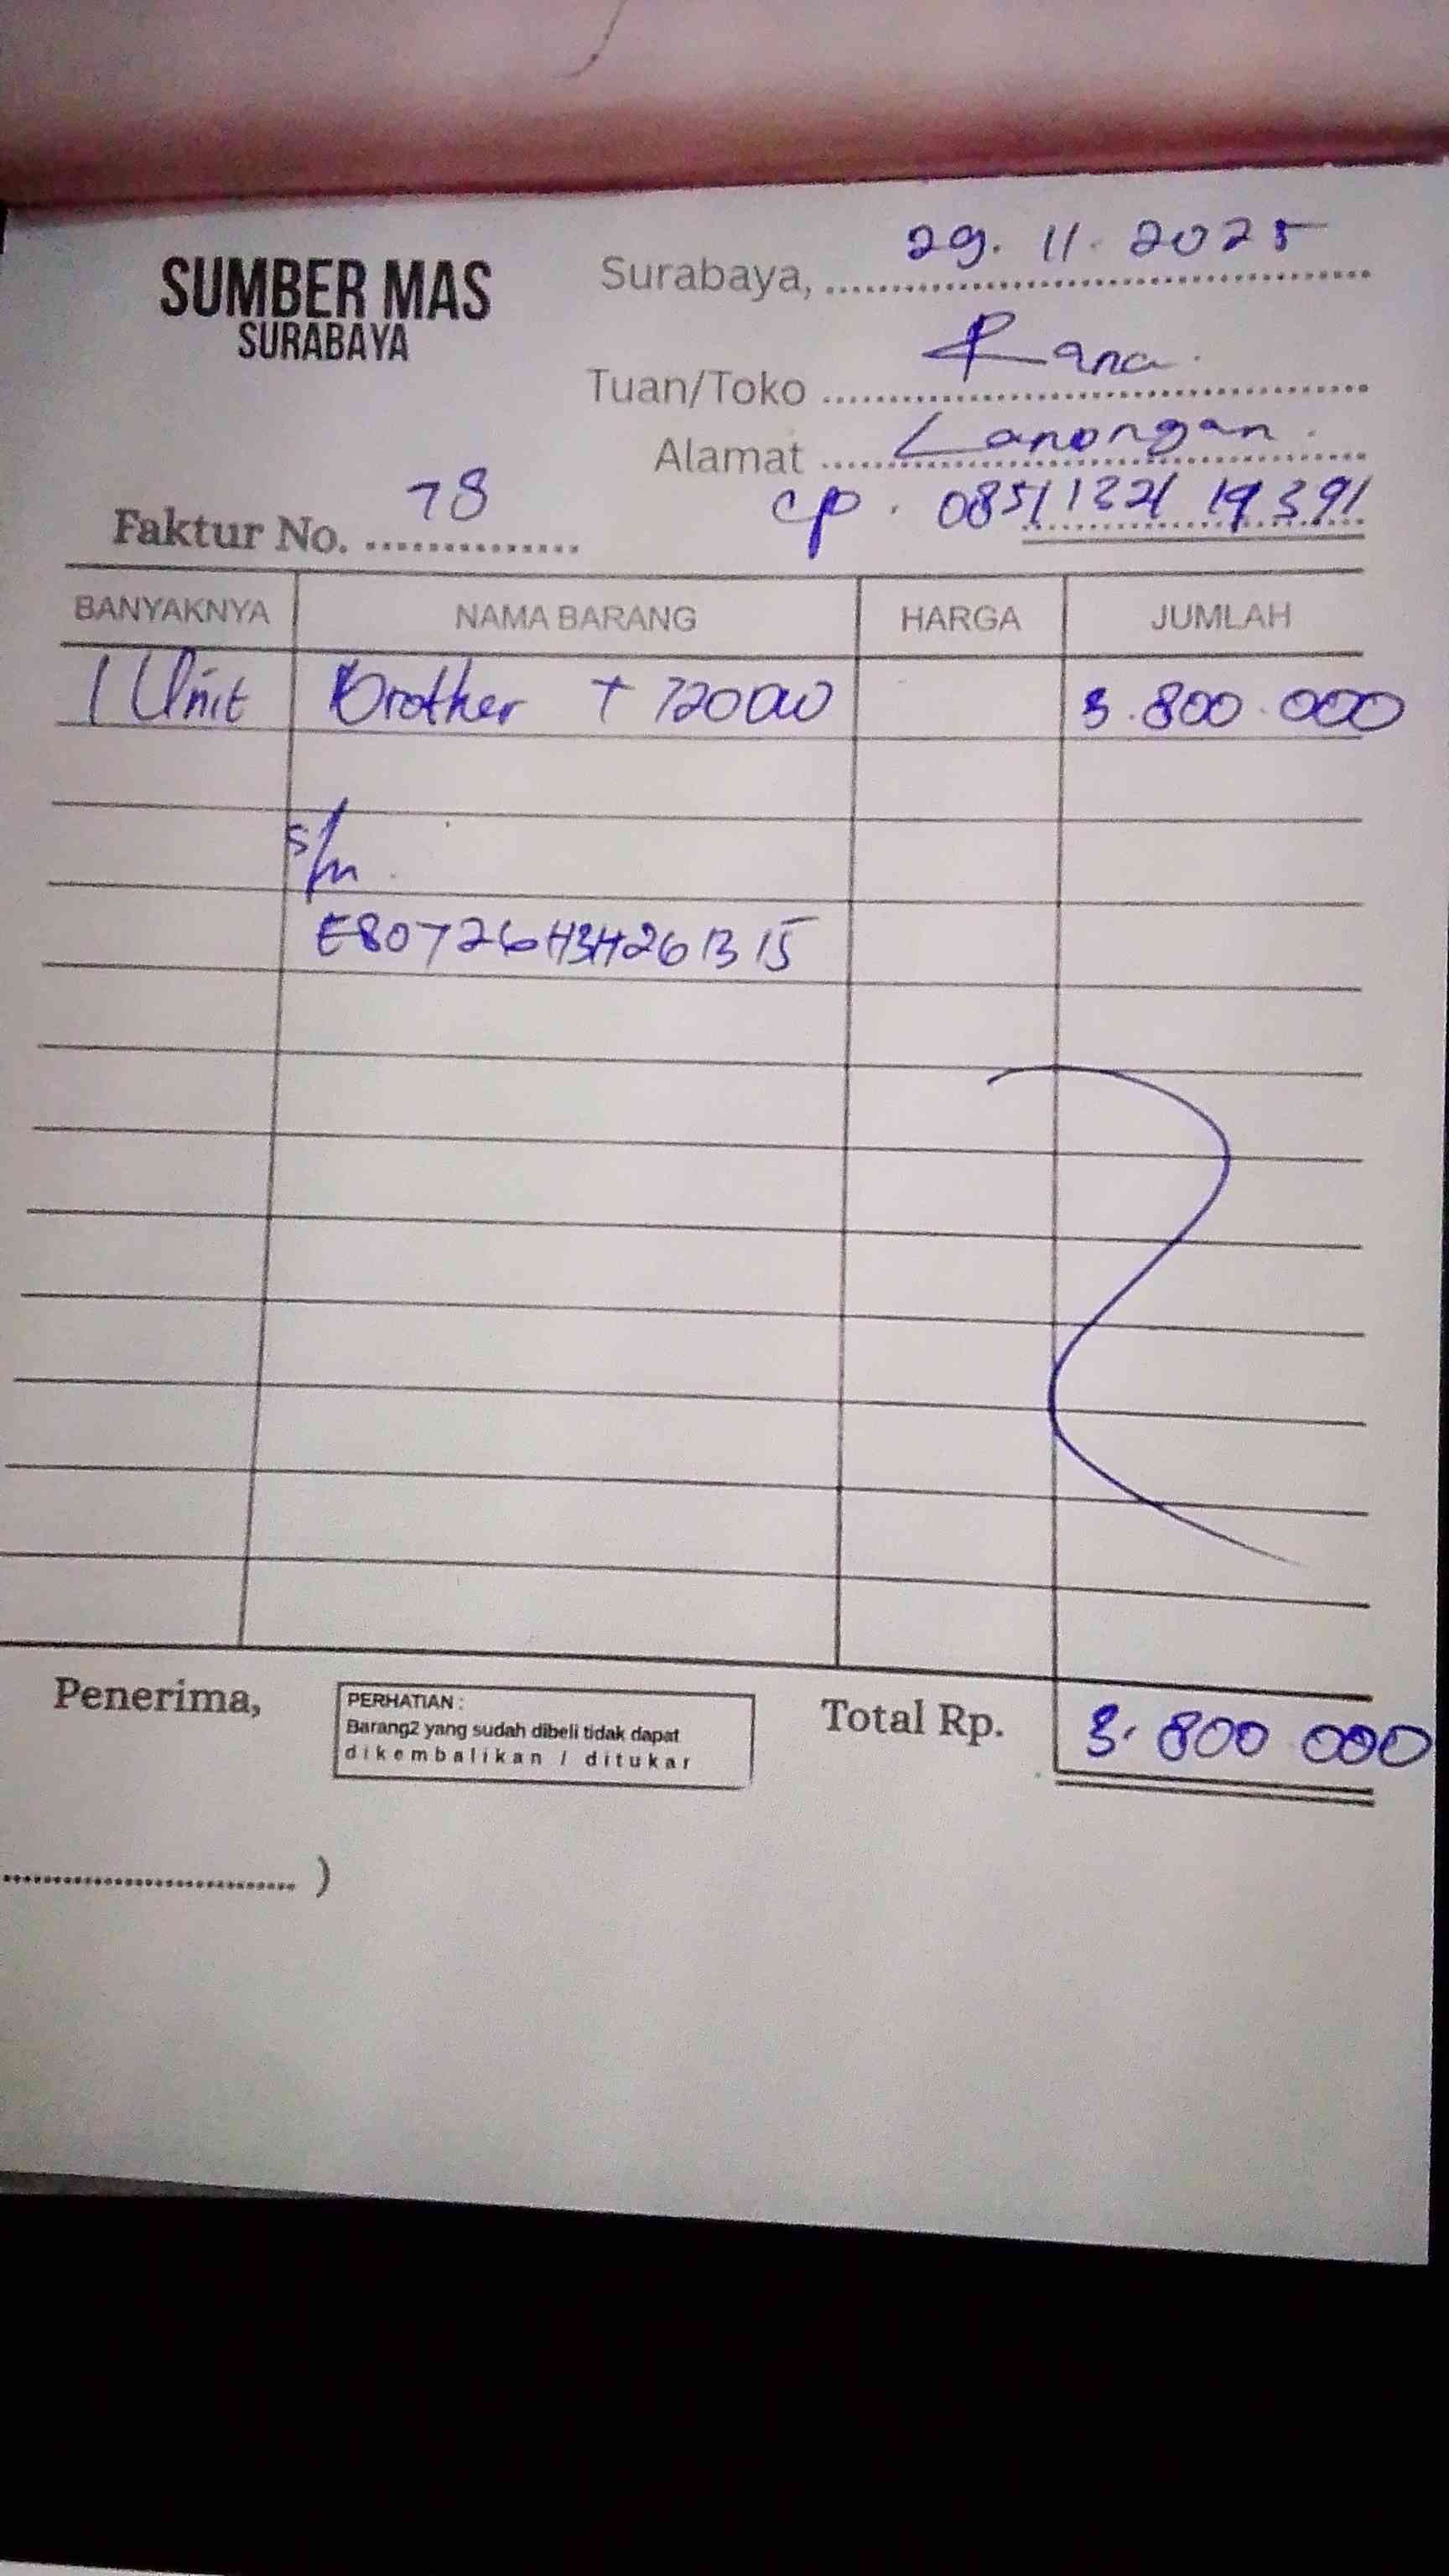 SUMBER MAS
SURABAYA
Surabaya, 29.11.2025
Tuan/Toko Rana.
Alamat Lamongan.
Faktur No. 78
cp.
BANYAKNYA NAMA BARANG HARGA JUMLAH
1 Unit Brother T 720DW 3.800.000
s/n.
E80726H3H261315
Penerima,
PERHATIAN :
Barang2 yang sudah dibeli tidak dapat
dikembalikan / ditukar
Total Rp. 3.800 000